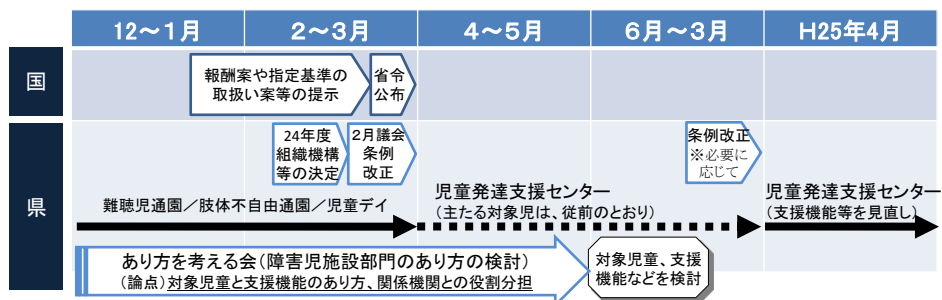 12～1月
2～3月
4～5月
6月～3月
H25年4月
国
報酬案や指定基準の
取扱い案等の提示
省令
公布
県
24年度
組織機構
等の決定
２月議会
条例
改正
条例改正
※必要に
応じて
難聴児通園／肢体不自由通園／児童デイ
児童発達支援センター
（主たる対象児は、従前のとおり）
児童発達支援センター
（支援機能等を見直し）
あり方を考える会（障害児施設部門のあり方の検討）
（論点）対象児童と支援機能のあり方、関係機関との役割分担
対象児童、支援
機能などを検討